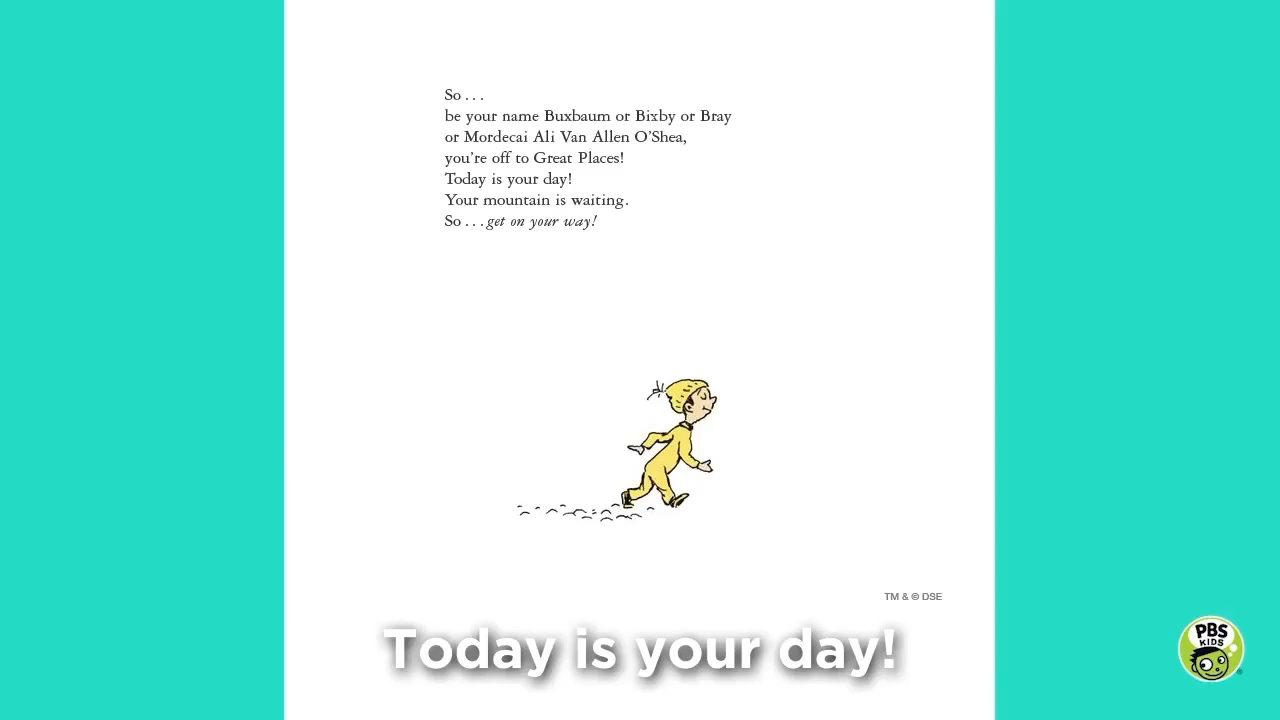 So . . .
be your name Buxbaum or Bixby or Bray
or Mordecai Ali Van Allen O’Shea,
you’re off to Great Places!
Today is your day!
Your mountain is waiting.
So . . . get on your way!
TM & © DSE
Today is your day!
PBS
KIDS
®